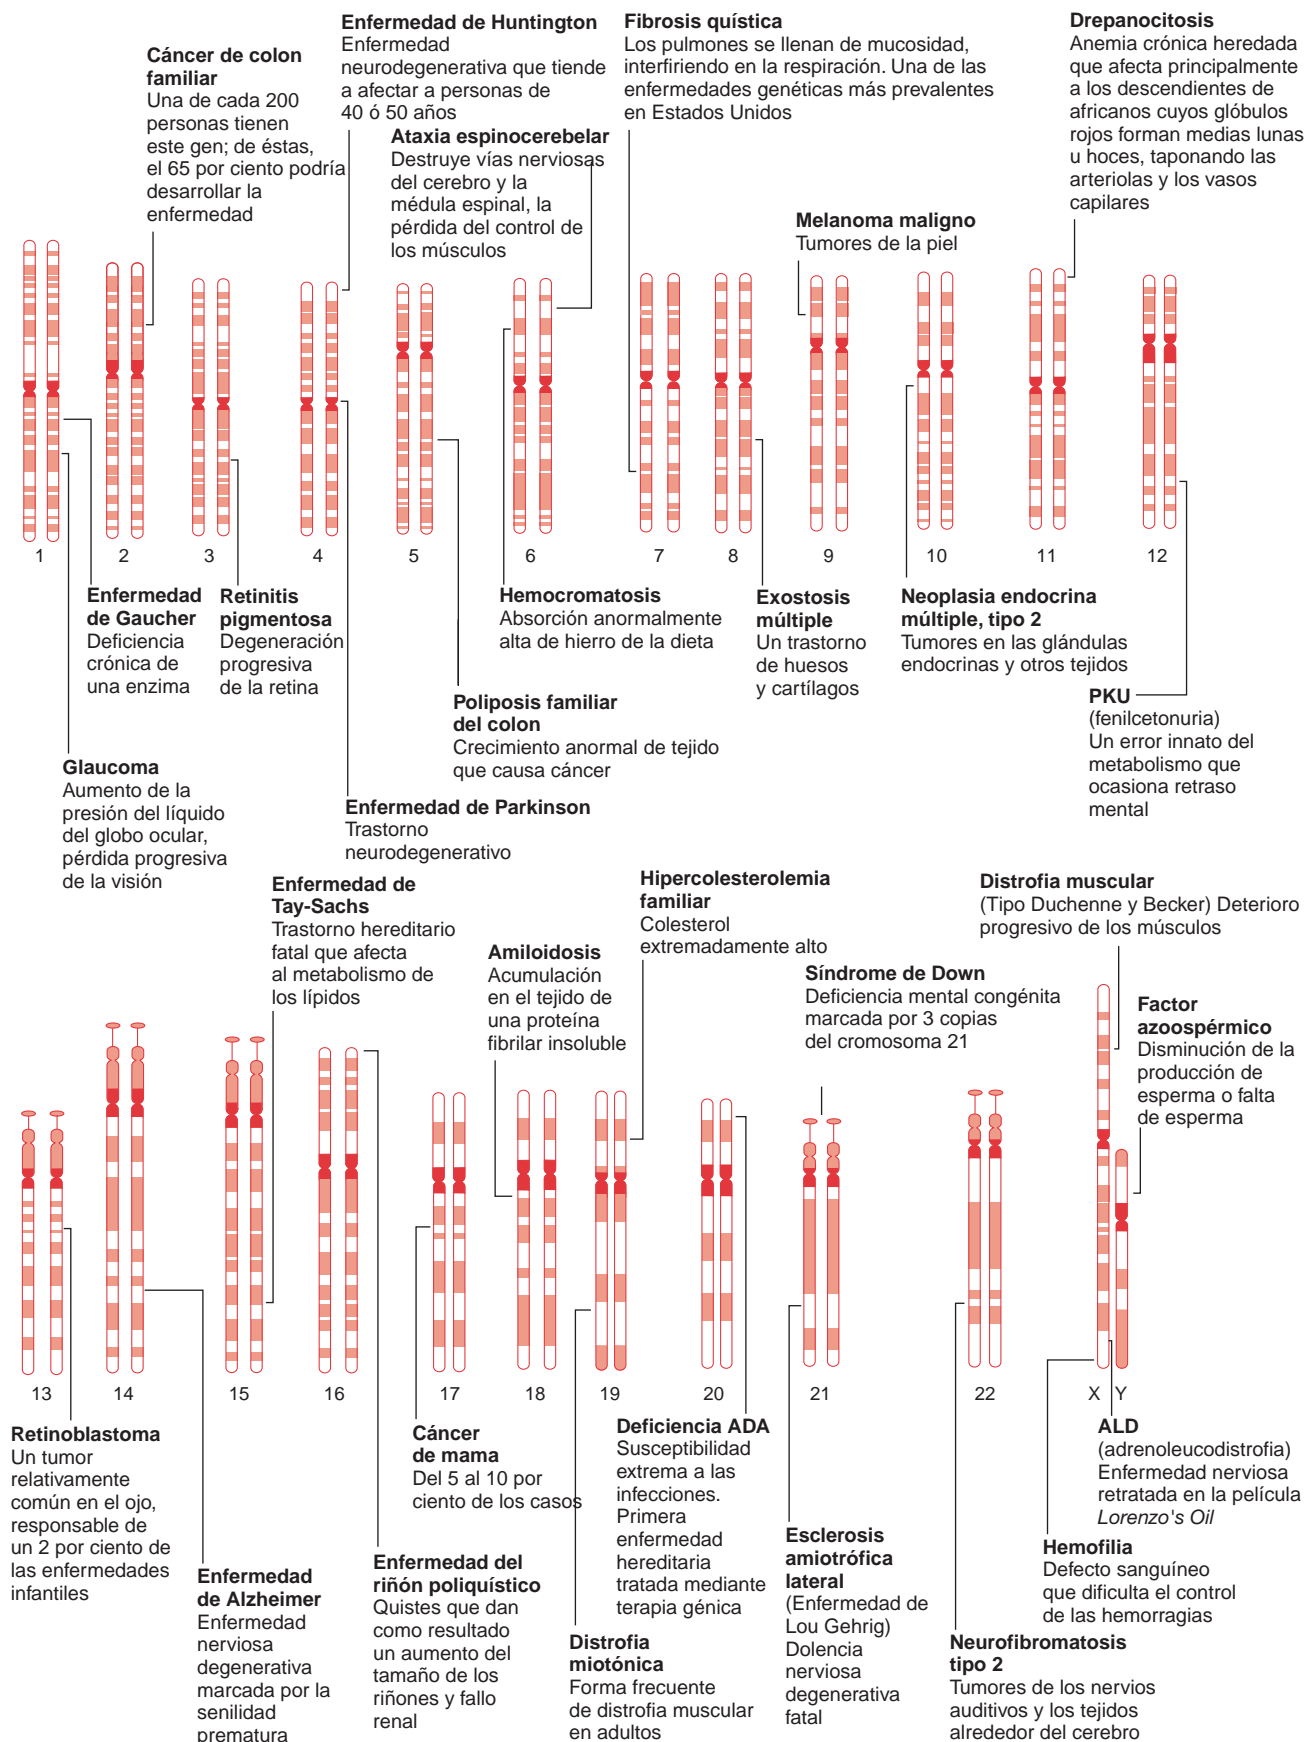 Enfermedad de Huntington
Enfermedad
neurodegenerativa que tiende
a afectar a personas de
40 ó 50 años
Fibrosis quística
Los pulmones se llenan de mucosidad,
interfiriendo en la respiración. Una de las
enfermedades genéticas más prevalentes
en Estados Unidos
Drepanocitosis
Anemia crónica heredada
que afecta principalmente
a los descendientes de
africanos cuyos glóbulos
rojos forman medias lunas
u hoces, taponando las
arteriolas y los vasos
capilares
Cáncer de colon
familiar
Una de cada 200
personas tienen
este gen; de éstas,
el 65 por ciento podría
desarrollar la
enfermedad
Ataxia espinocerebelar
Destruye vías nerviosas
del cerebro y la
médula espinal, la
pérdida del control de
los músculos
Melanoma maligno
Tumores de la piel
1
2
3
4
5
6
7
8
9
10
11
12
Enfermedad
de Gaucher
Deficiencia
crónica de
una enzima
Retinitis
pigmentosa
Degeneración
progresiva
de la retina
Hemocromatosis
Absorción anormalmente
alta de hierro de la dieta
Exostosis
múltiple
Un trastorno
de huesos
y cartílagos
Neoplasia endocrina
múltiple, tipo 2
Tumores en las glándulas
endocrinas y otros tejidos
Poliposis familiar
del colon
Crecimiento anormal de tejido
que causa cáncer
PKU
(fenilcetonuria)
Un error innato del
metabolismo que
ocasiona retraso
mental
Glaucoma
Aumento de la
presión del líquido
del globo ocular,
pérdida progresiva
de la visión
Enfermedad de Parkinson
Trastorno
neurodegenerativo
Enfermedad de
Tay-Sachs
Trastorno hereditario
fatal que afecta
al metabolismo de
los lípidos
Amiloidosis
Acumulación
en el tejido de
una proteína
fibrilar insoluble
Hipercolesterolemia
familiar
Colesterol
extremadamente alto
Síndrome de Down
Deficiencia mental congénita
marcada por 3 copias
del cromosoma 21
Distrofia muscular
(Tipo Duchenne y Becker) Deterioro
progresivo de los músculos
Factor
azoospérmico
Disminución de la
producción de
esperma o falta
de esperma
13
14
15
16
17
18
19
20
21
22
X Y
Retinoblastoma
Un tumor
relativamente
común en el ojo,
responsable de
un 2 por ciento de
las enfermedades
infantiles
Enfermedad
de Alzheimer
Enfermedad
nerviosa
degenerativa
marcada por la
senilidad
prematura
Enfermedad del
riñón poliquístico
Quistes que dan
como resultado
un aumento del
tamaño de los
riñones y fallo
renal
Cáncer
de mama
Del 5 al 10 por
ciento de los casos
Distrofia
miotónica
Forma frecuente
de distrofia muscular
en adultos
Deficiencia ADA
Susceptibilidad
extrema a las
infecciones.
Primera
enfermedad
hereditaria
tratada mediante
terapia génica
Esclerosis
amiotrófica
lateral
(Enfermedad de
Lou Gehrig)
Dolencia
nerviosa
degenerativa
fatal
Neurofibromatosis
tipo 2
Tumores de los nervios
auditivos y los tejidos
alrededor del cerebro
ALD
(adrenoleucodistrofia)
Enfermedad nerviosa
retratada en la película
Lorenzo's Oil
Hemofilia
Defecto sanguíneo
que dificulta el control
de las hemorragias